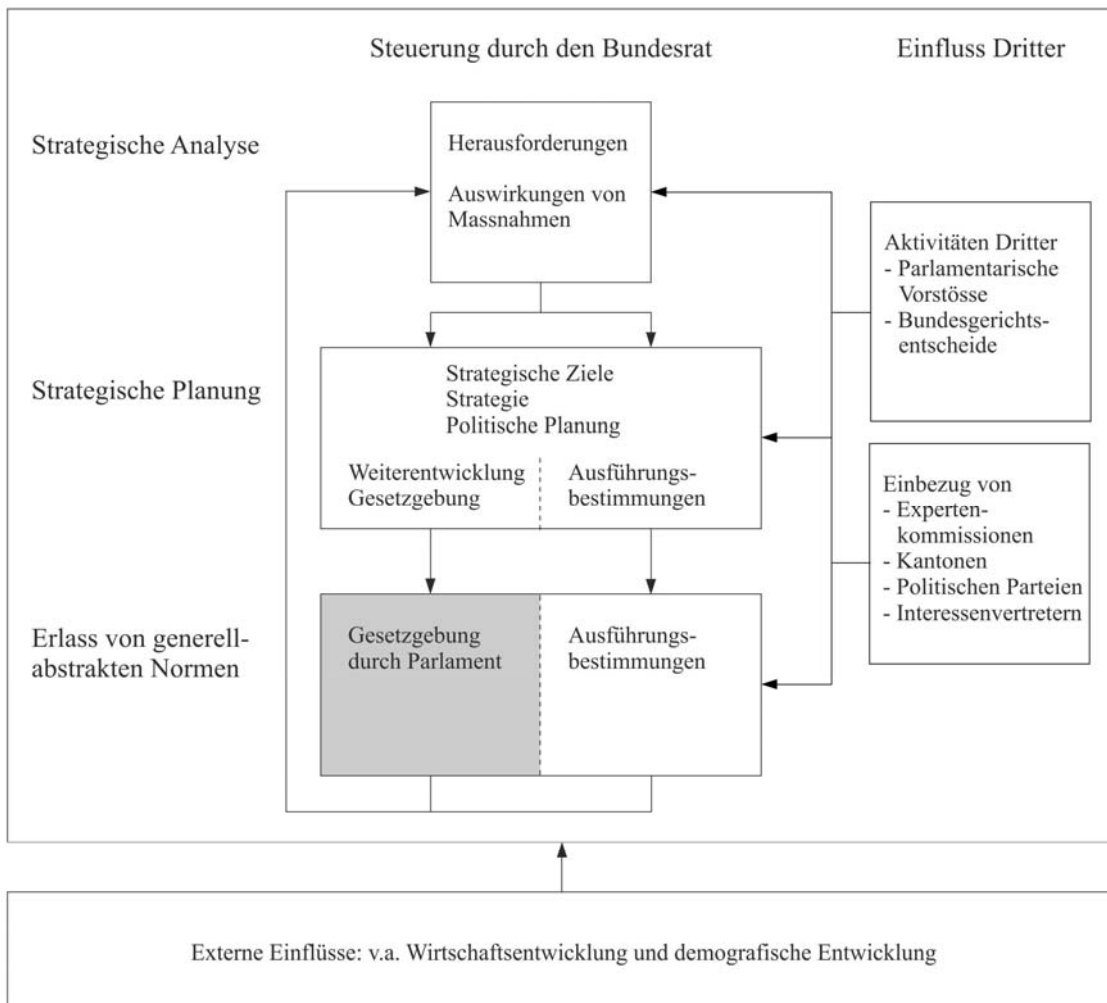 Steuerung durch den Bundesrat
Einfluss Dritter
Strategische Analyse
Herausforderungen
Auswirkungen von
Massnahmen
Aktivitäten Dritter
- Parlamentarische
Vorstösse
- Bundesgerichts-
entscheide
Strategische Planung
Strategische Ziele
Strategie
Politische Planung
Weiterentwicklung
Gesetzgebung
Ausführungs-
bestimmungen
Einbezug von
- Experten-
kommissionen
- Kantonen
- Politischen Parteien
- Interessenvertretern
Erlass von generell-
abstrakten Normen
Gesetzgebung
durch Parlament
Ausführungs-
bestimmungen
Externe Einflüsse: v.a. Wirtschaftsentwicklung und demografische Entwicklung